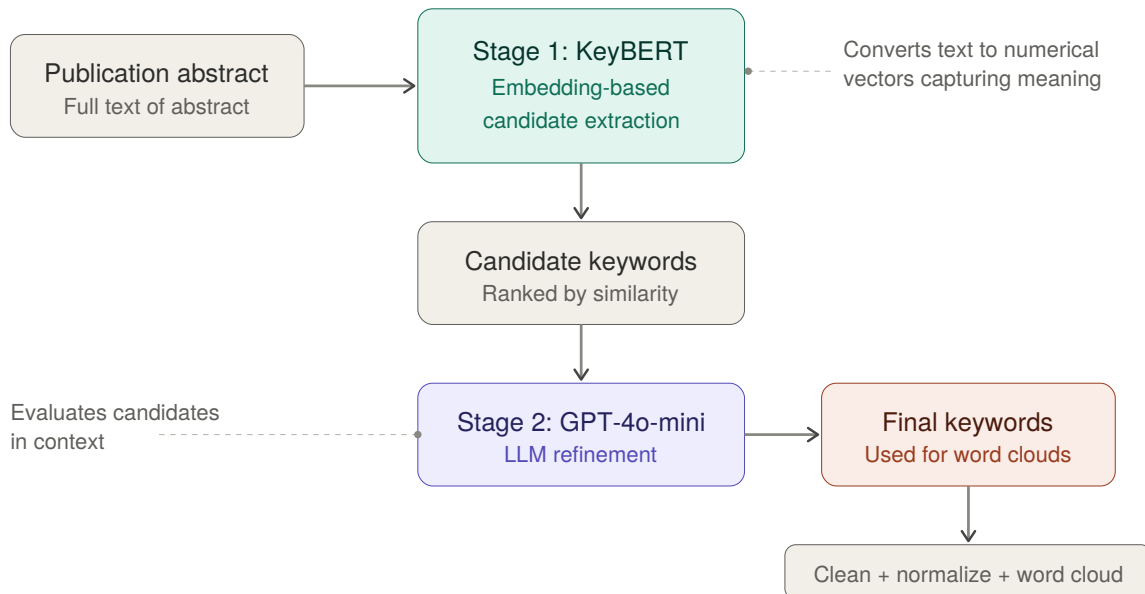 Publication abstract
Full text of abstract
Stage 1: KeyBERT
Embedding-based
candidate extraction
Converts text to numerical
vectors capturing meaning
Candidate keywords
Ranked by similarity
Evaluates candidates
in context
Stage 2: GPT-4o-mini
LLM refinement
Final keywords
Used for word clouds
Clean + normalize + word cloud